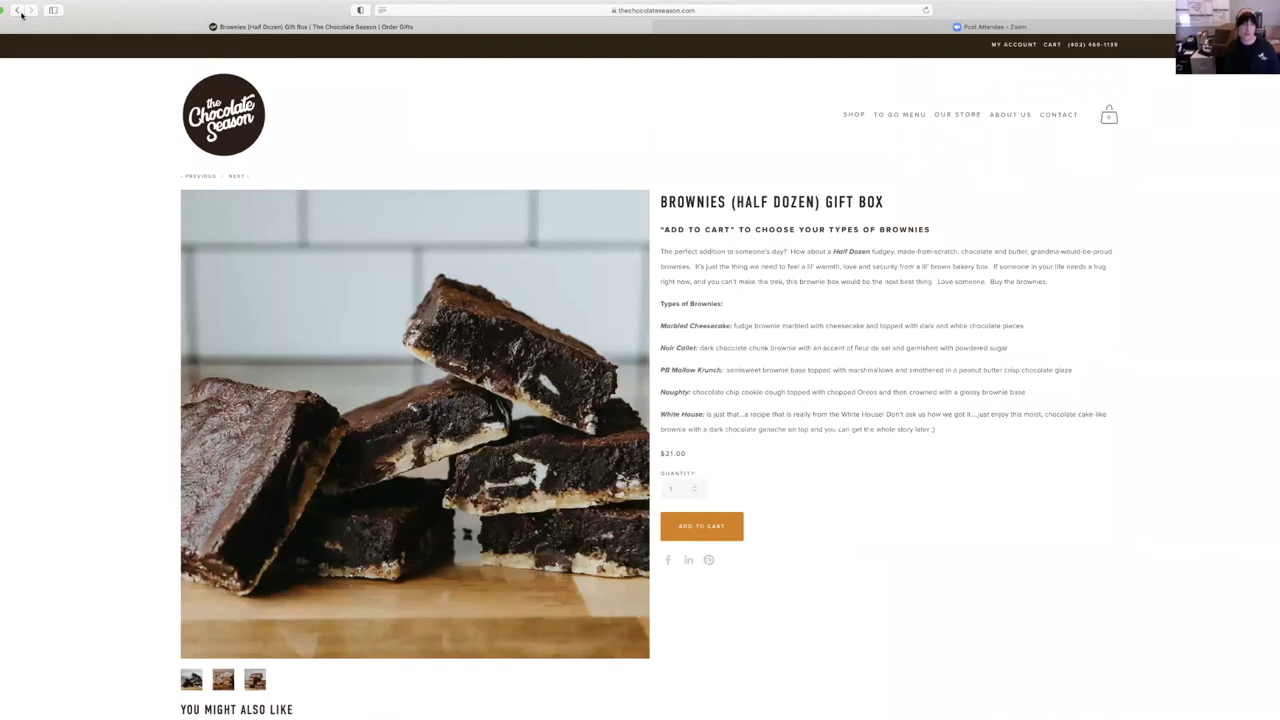 thechocolateseason.com
Brownies (Half Dozen) Gift Box | The Chocolate Season | Order Gifts
Post Attendee - Zoom
MY ACCOUNT CART (402) 466-1139
the Chocolate Season
SHOP TO GO MENU OUR STORE ABOUT US CONTACT
0
‹ PREVIOUS / NEXT ›
BROWNIES (HALF DOZEN) GIFT BOX
"ADD TO CART" TO CHOOSE YOUR TYPES OF BROWNIES
The perfect addition to someone's day? How about a Half Dozen fudgey, made-from-scratch, chocolate and butter, grandma-would-be-proud
brownies. It's just the thing we need to feel a lil' warmth, love and security from a lil' brown bakery box. If someone in your life needs a hug
right now, and you can't make the trek, this brownie box would be the next best thing. Love someone. Buy the brownies.
Types of Brownies:
Marbled Cheesecake: fudge brownie marbled with cheesecake and topped with dark and white chocolate pieces
Noir Callet: dark chocolate chunk brownie with an accent of fleur de sel and garnished with powdered sugar
PB Mallow Krunch: semisweet brownie base topped with marshmallows and smothered in a peanut butter crisp chocolate glaze
Naughty: chocolate chip cookie dough topped with chopped Oreos and then crowned with a glossy brownie base
White House: is just that...a recipe that is really from the White House! Don't ask us how we got it....just enjoy this moist, chocolate cake-like
brownie with a dark chocolate ganache on top and you can get the whole story later ;)
$21.00
QUANTITY:
1
ADD TO CART
YOU MIGHT ALSO LIKE